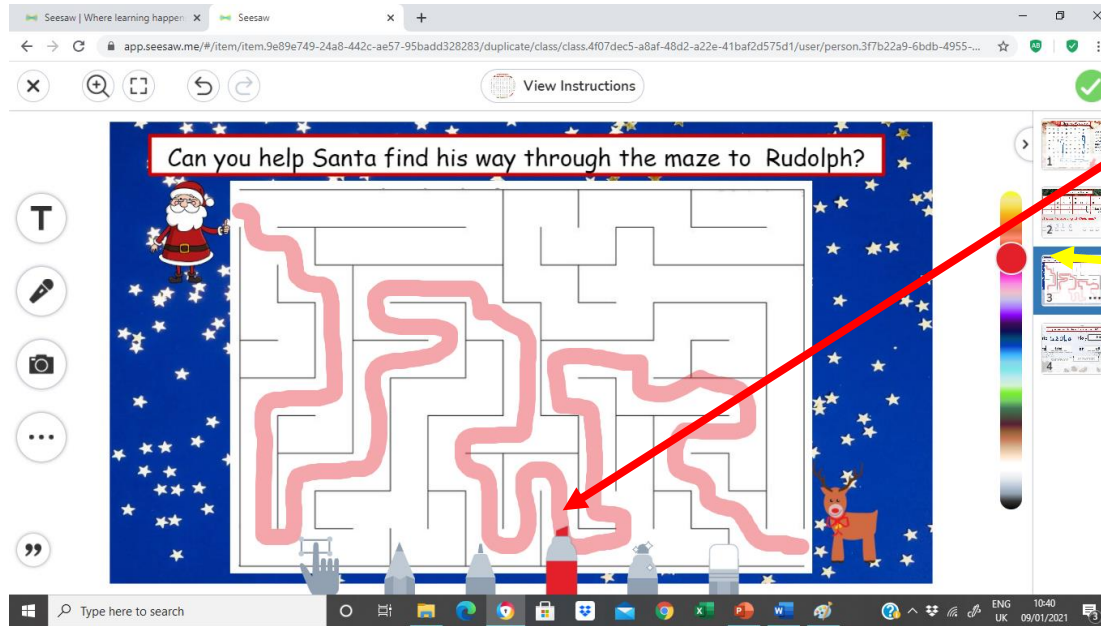 Seesaw | Where learning happen
Seesaw
app.seesaw.me/#/item/item.9e89e749-24a8-442c-ae57-95badd328283/duplicate/class/class.4f07dec5-a8af-48d2-a22e-41baf2d575d1/user/person.3f7b22a9-6bdb-4955-...
AB
View Instructions
Can you help Santa find his way through the maze to Rudolph?
T
1
2
3
4
Type here to search
ENG
UK
10:40
09/01/2021
3